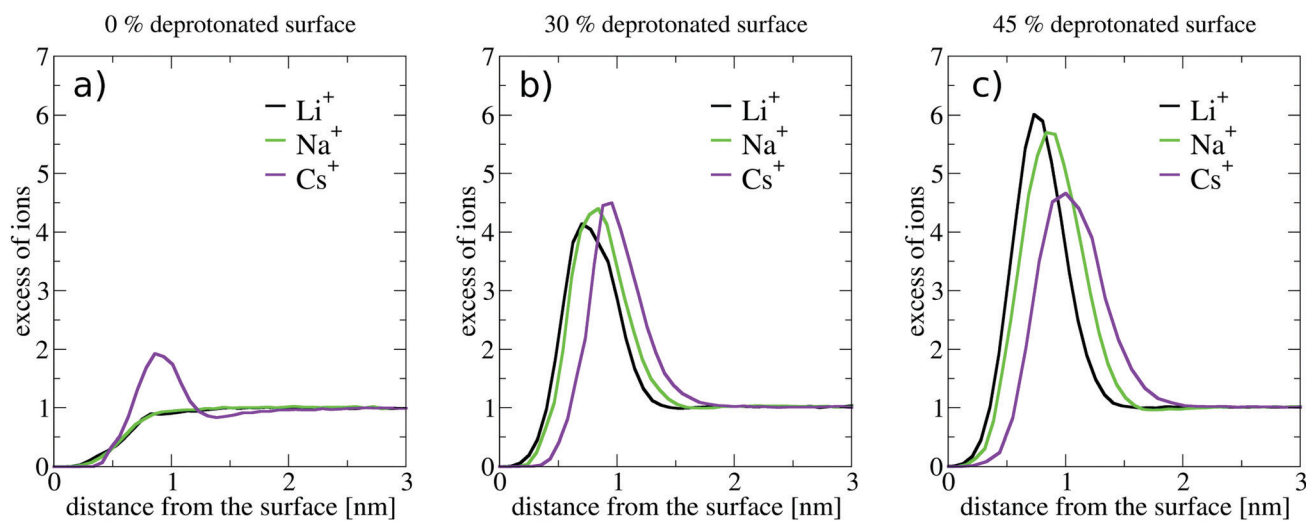 0 % deprotonated surface
a)
Li⁺
Na⁺
Cs⁺
7
6
5
4
3
2
1
0
excess of ions
0 1 2 3
distance from the surface [nm]
30 % deprotonated surface
b)
Li⁺
Na⁺
Cs⁺
7
6
5
4
3
2
1
0
excess of ions
0 1 2 3
distance from the surface [nm]
45 % deprotonated surface
c)
Li⁺
Na⁺
Cs⁺
7
6
5
4
3
2
1
0
excess of ions
0 1 2 3
distance from the surface [nm]